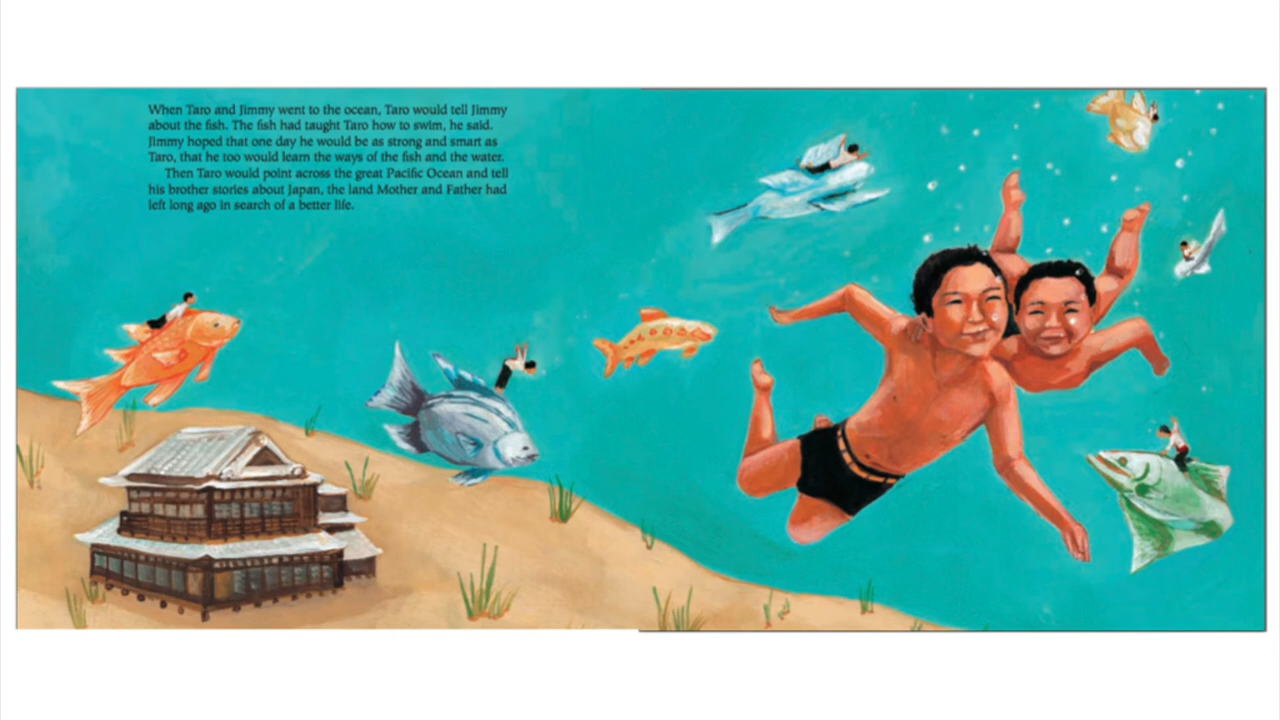 When Taro and Jimmy went to the ocean, Taro would tell Jimmy
about the fish. The fish had taught Taro how to swim, he said.
Jimmy hoped that one day he would be as strong and smart as
Taro, that he too would learn the ways of the fish and the water.
Then Taro would point across the great Pacific Ocean and tell
his brother stories about Japan, the land Mother and Father had
left long ago in search of a better life.